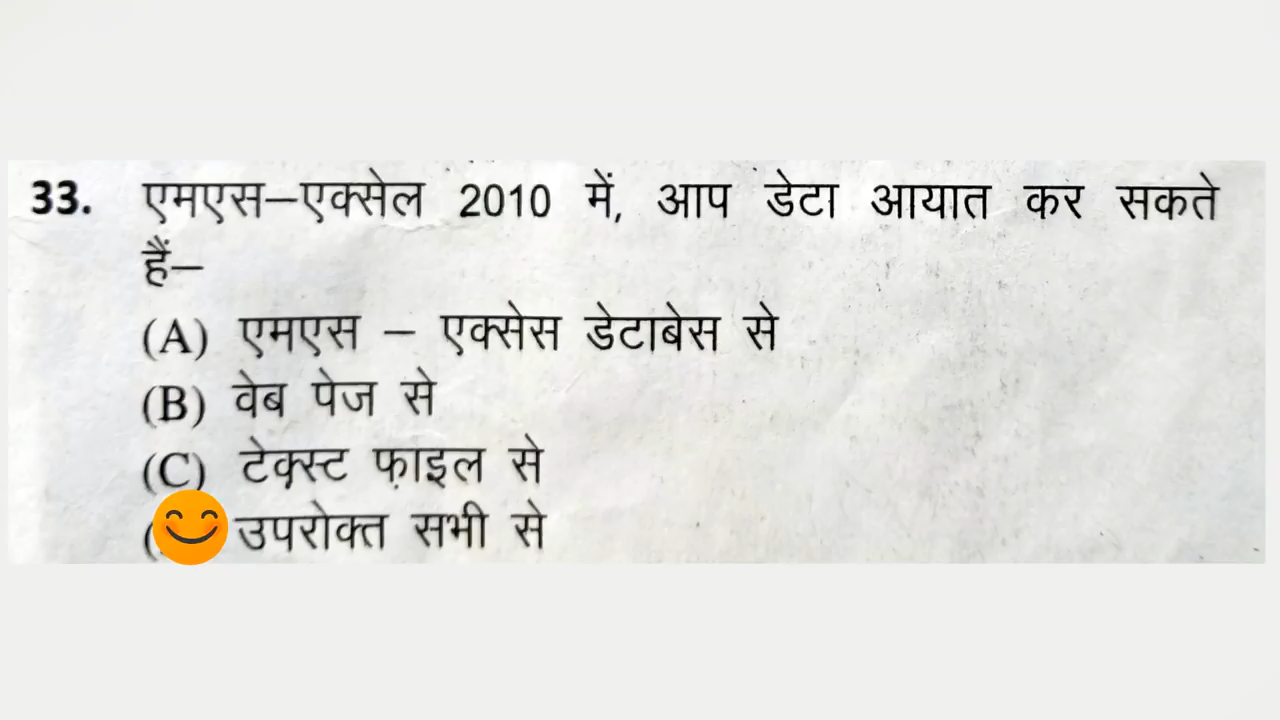 33. एमएस–एक्सेल 2010 में, आप डेटा आयात कर सकते
हैं–
(A) एमएस – एक्सेस डेटाबेस से
(B) वेब पेज से
(C) टेक्स्ट फ़ाइल से
( उपरोक्त सभी से